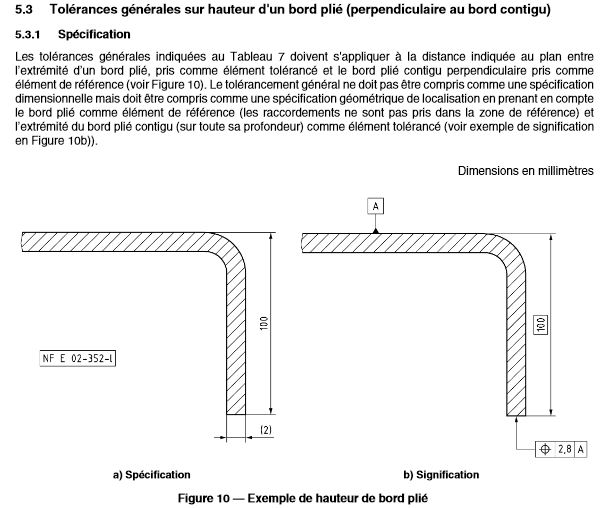 5.3 Tolérances générales sur hauteur d'un bord plié (perpendiculaire au bord contigu)
5.3.1 Spécification
Les tolérances générales indiquées au Tableau 7 doivent s'appliquer à la distance indiquée au plan entre
l'extrémité d'un bord plié, pris comme élément tolérancé et le bord plié contigu perpendiculaire pris comme
élément de référence (voir Figure 10). Le tolérancement général ne doit pas être compris comme une spécification
dimensionnelle mais doit être compris comme une spécification géométrique de localisation en prenant en compte
le bord plié comme élément de référence (les raccordements ne sont pas pris dans la zone de référence) et
l'extrémité du bord plié contigu (sur toute sa profondeur) comme élément tolérancé (voir exemple de signification
en Figure 10b)).
Dimensions en millimètres
A
100
100
NF E 02-352-L
(2)
⌖ 2,8 A
a) Spécification
b) Signification
Figure 10 — Exemple de hauteur de bord plié